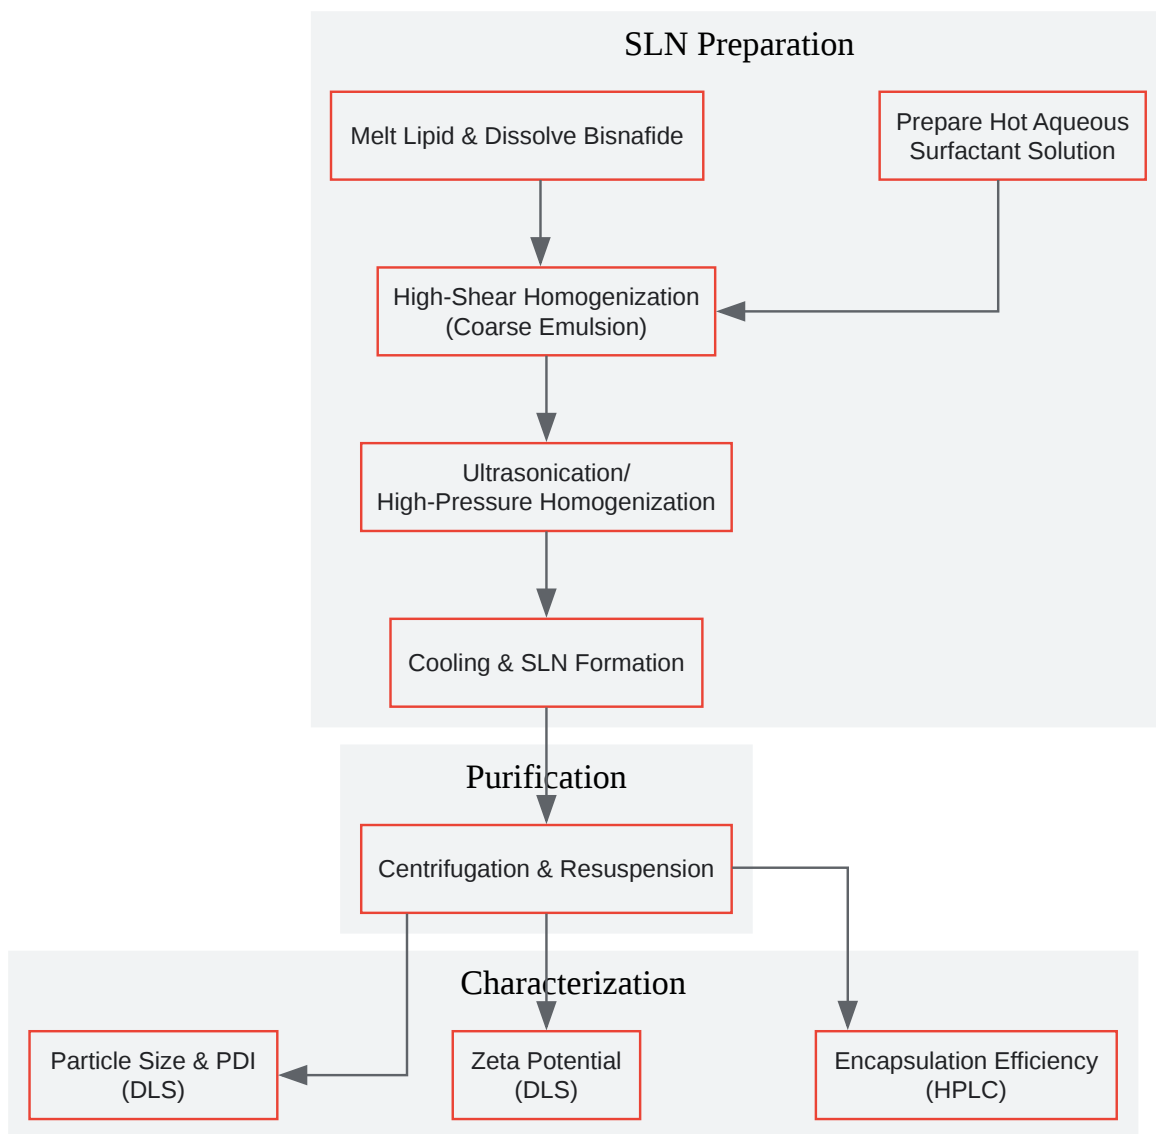 SLN Preparation
Melt Lipid & Dissolve Bisnafide
Prepare Hot Aqueous
Surfactant Solution
High-Shear Homogenization
(Coarse Emulsion)
Ultrasonication/
High-Pressure Homogenization
Cooling & SLN Formation
Purification
Centrifugation & Resuspension
Characterization
Particle Size & PDI
(DLS)
Zeta Potential
(DLS)
Encapsulation Efficiency
(HPLC)